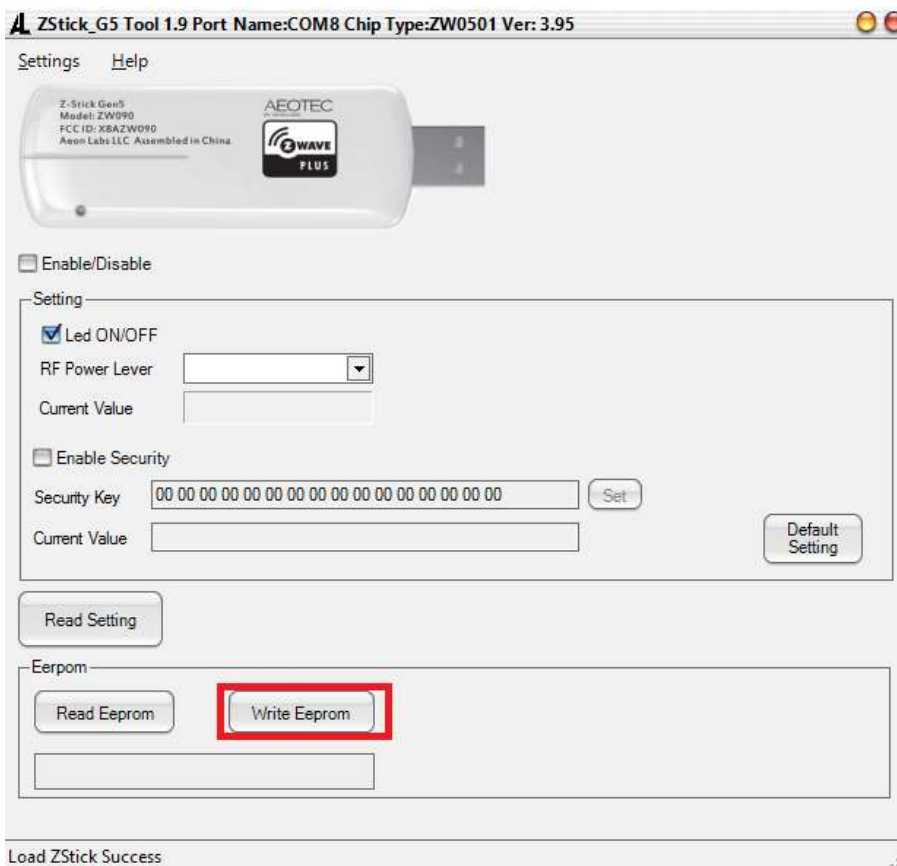 ZStick_G5 Tool 1.9 Port Name:COM8 Chip Type:ZW0501 Ver: 3.95
Settings Help
Z-Stick Gen5
Model: ZW090
FCC ID: XBAZW090
Aeon Labs LLC Assembled in China
AEOTEC
WAVE
PLUS
Enable/Disable
Setting
Led ON/OFF
RF Power Lever
Current Value
Enable Security
Security Key 00 00 00 00 00 00 00 00 00 00 00 00 00 00 00 00 Set
Current Value
Default
Setting
Read Setting
Eerpom
Read Eeprom Write Eeprom
Load ZStick Success